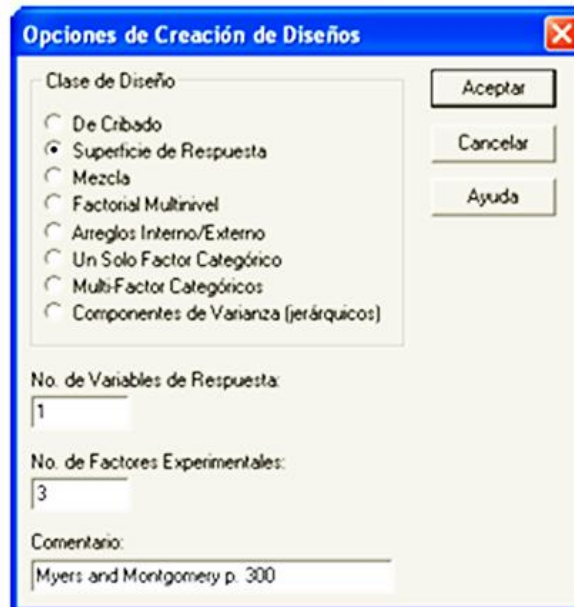 Opciones de Creación de Diseños
Clase de Diseño
De Cribado
Superficie de Respuesta
Mezcla
Factorial Multinivel
Arreglos Interno/Externo
Un Solo Factor Categórico
Multi-Factor Categóricos
Componentes de Varianza (jerárquicos)
Aceptar
Cancelar
Ayuda
No. de Variables de Respuesta:
1
No. de Factores Experimentales:
3
Comentario:
Myers and Montgomery p. 300